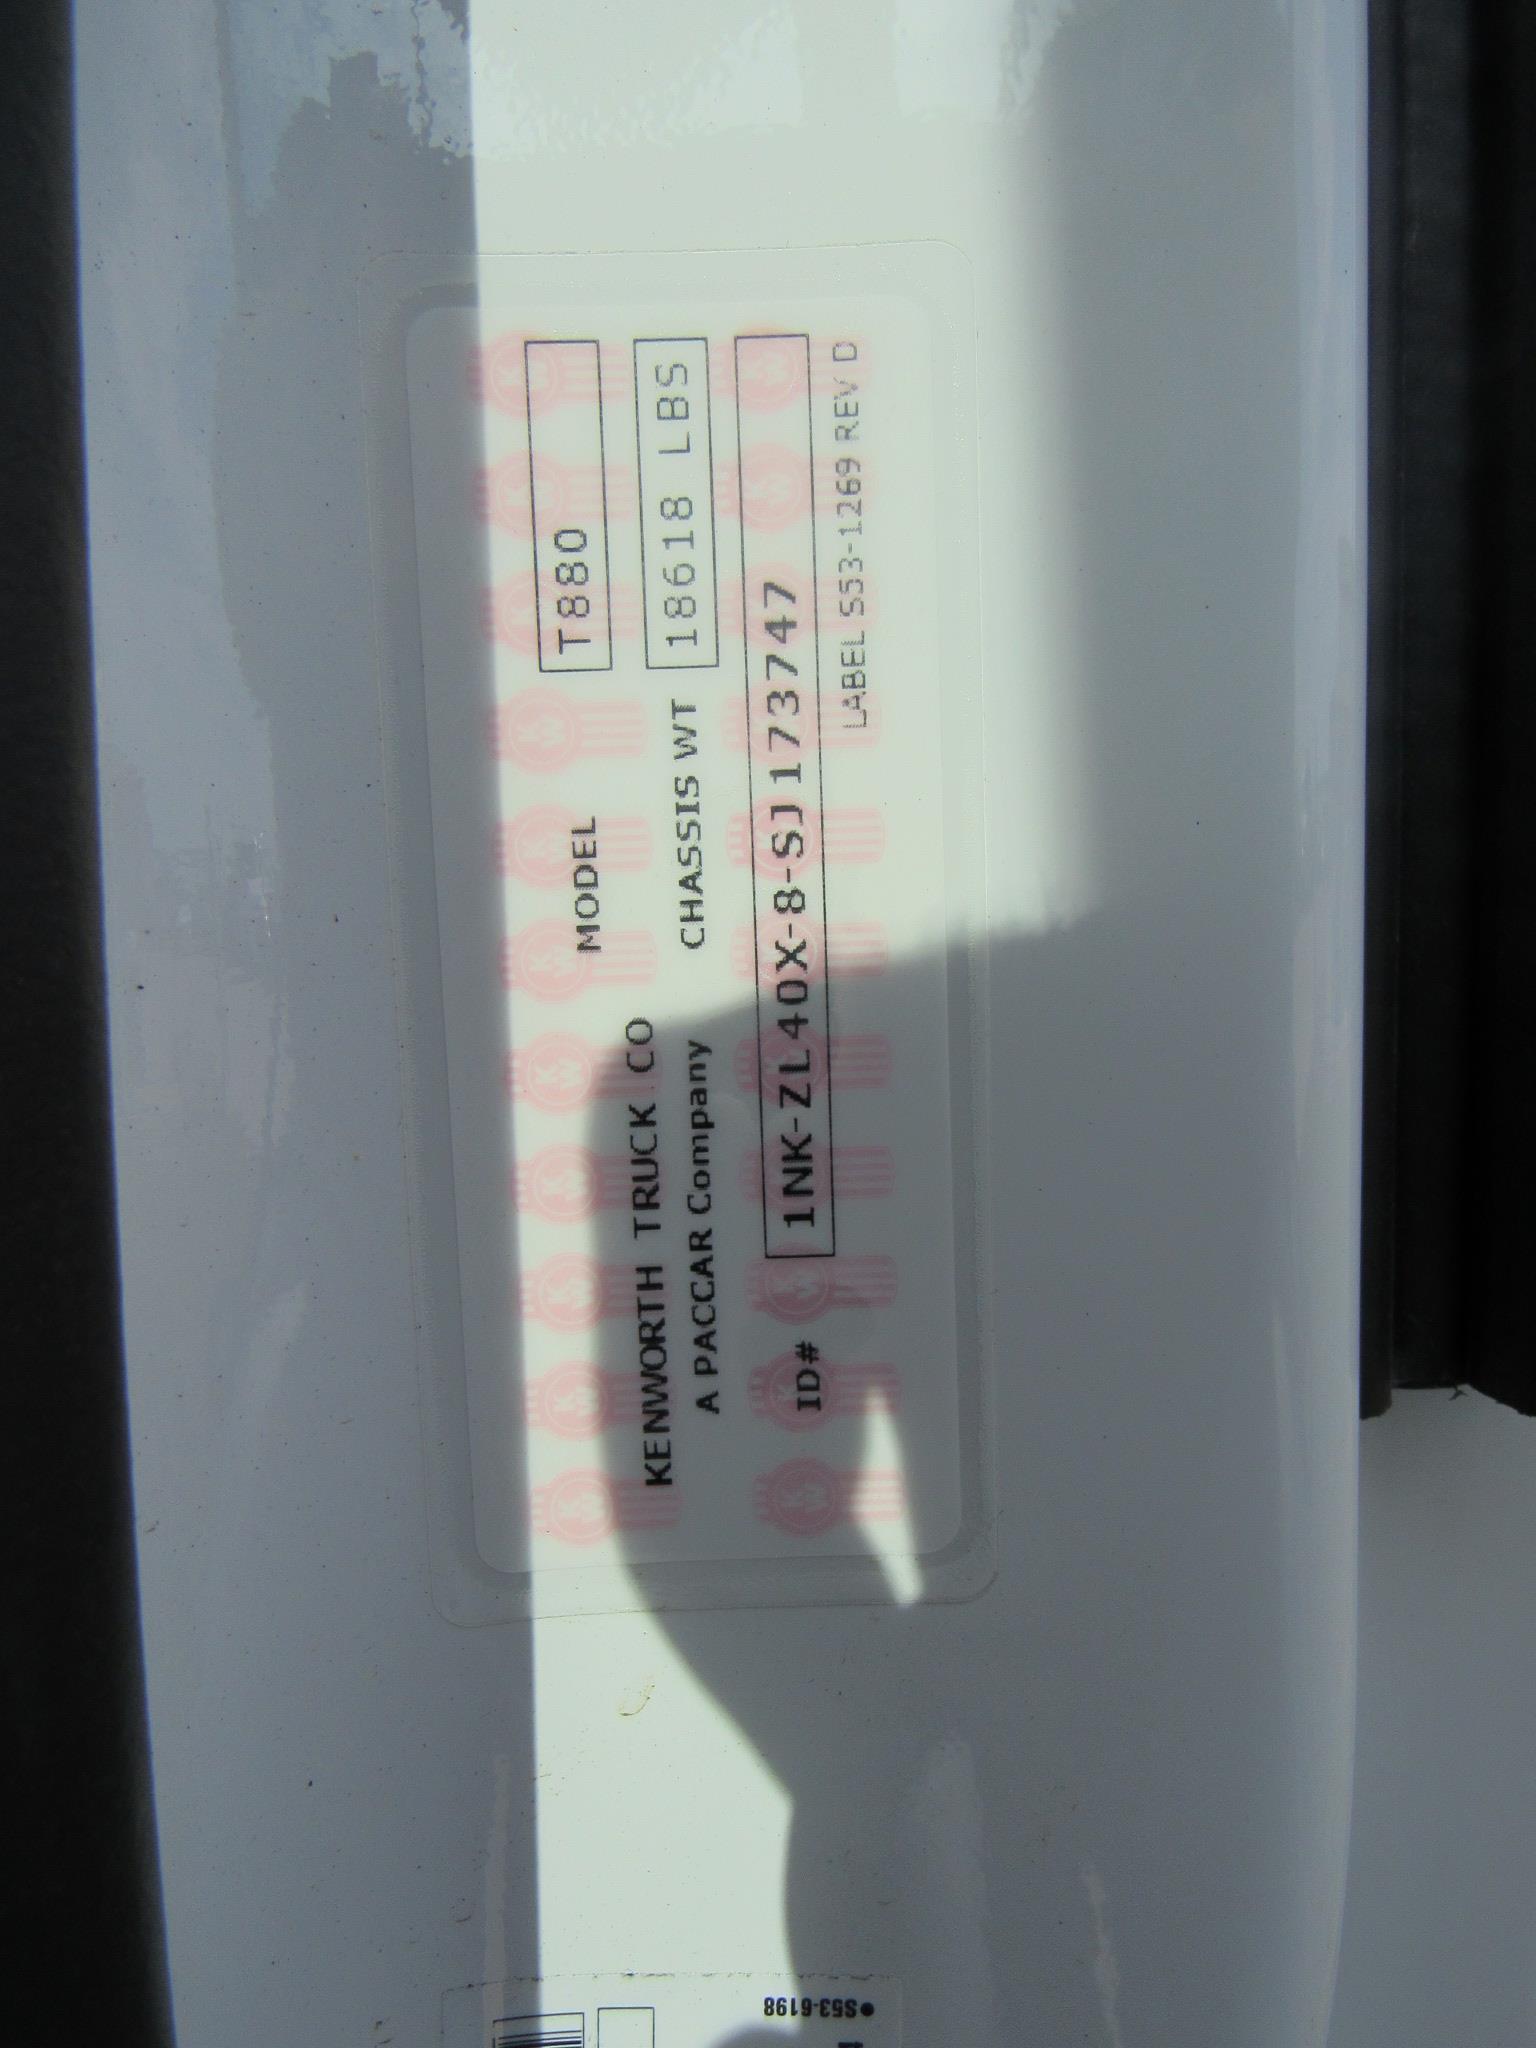 MODEL T880
KENWORTH TRUCK CO
CHASSIS WT 18618 LBS
A PACCAR Company
ID# 1NK-ZL40X-8-SJ173747
LABEL S53-1269 REV D
●S53-6198